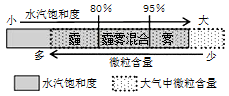 小 水汽饱和度 80% 95% 大
霾 霾雾混合 雾
多 微粒含量 少
水汽饱和度 大气中微粒含量